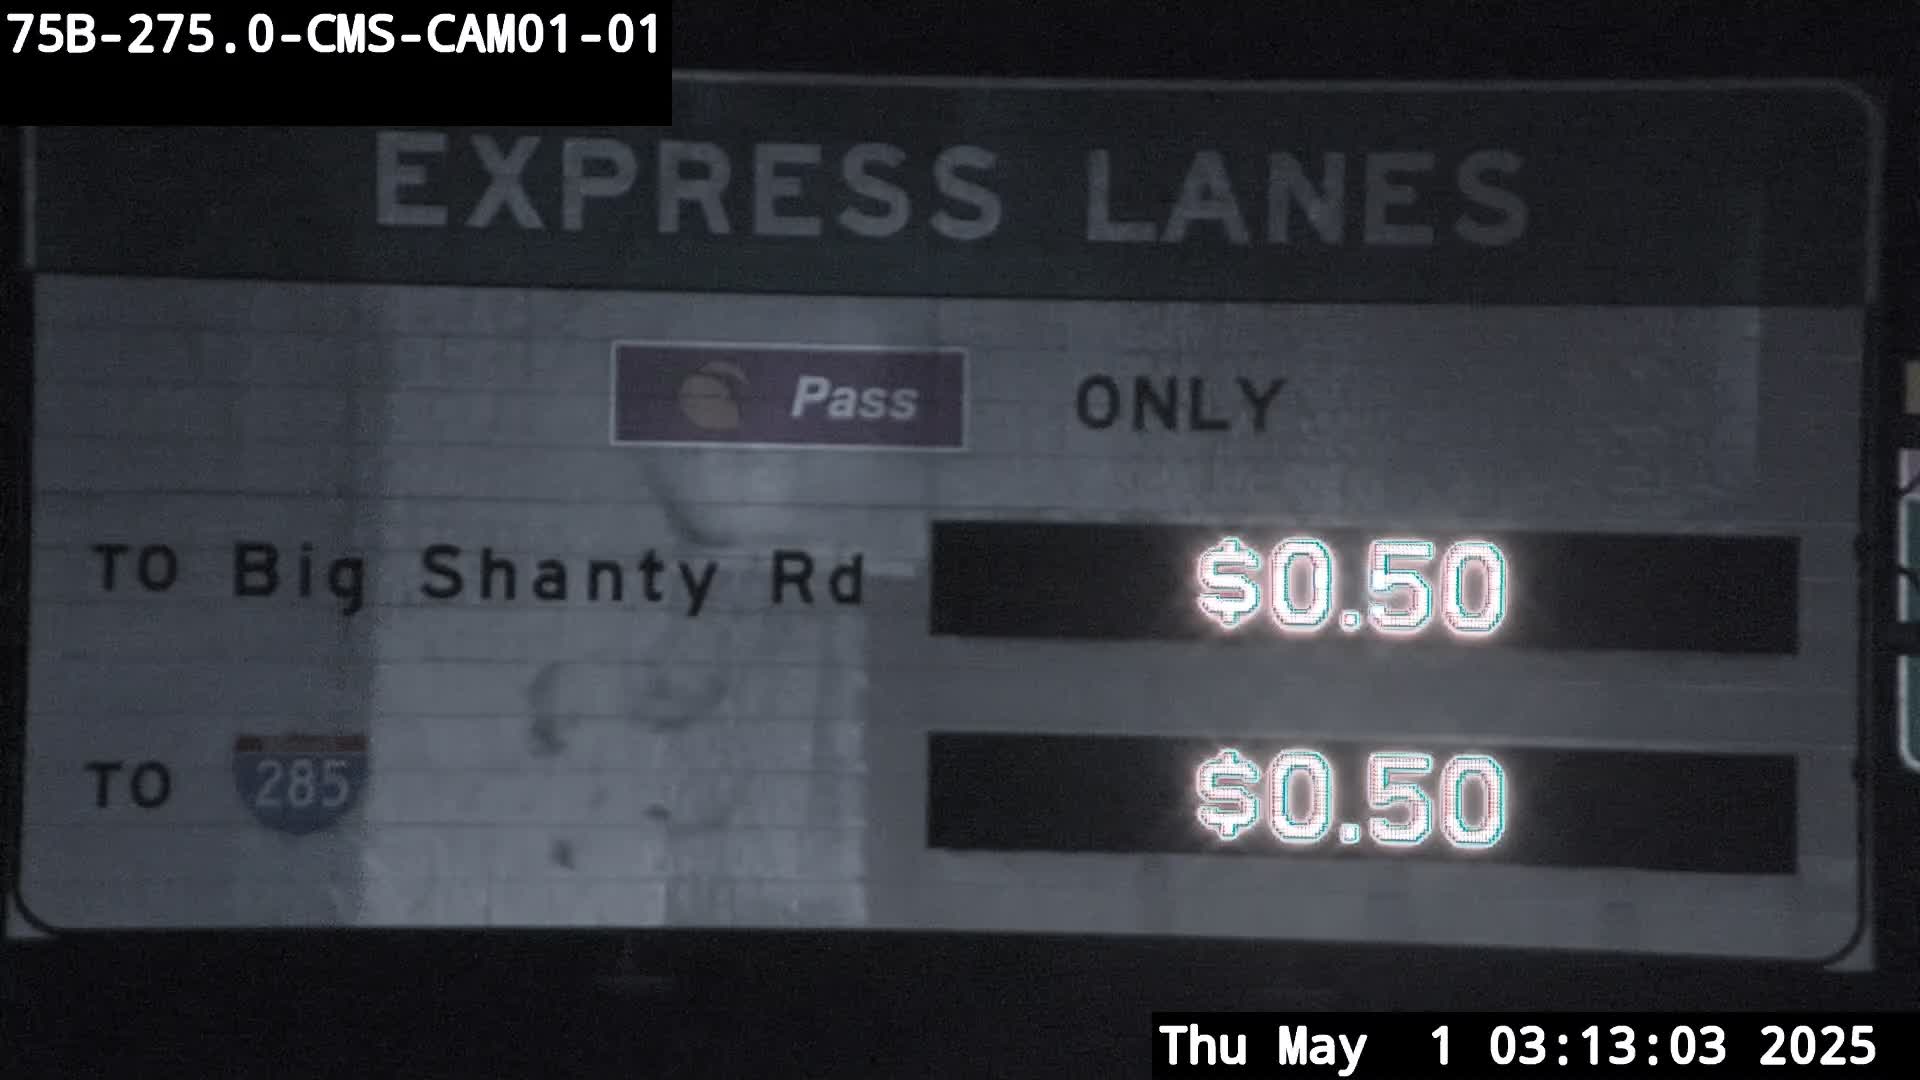 75B-275.0-CMS-CAM01-01
EXPRESS LANES
Pass ONLY
TO Big Shanty Rd $0.50
TO 285 $0.50
Thu May 1 03:13:03 2025